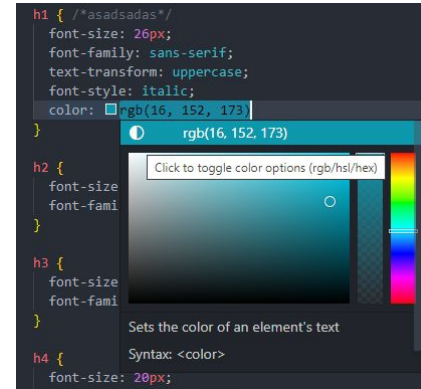 h1 { /*asadsadas*/
font-size: 26px;
font-family: sans-serif;
text-transform: uppercase;
font-style: italic;
color: rgb(16, 152, 173)
}
rgb(16, 152, 173)
Click to toggle color options (rgb/hsl/hex)
h2 {
font-size
font-fami
}
h3 {
font-size
font-fami
}
Sets the color of an element's text
Syntax: <color>
h4 {
font-size: 20px;